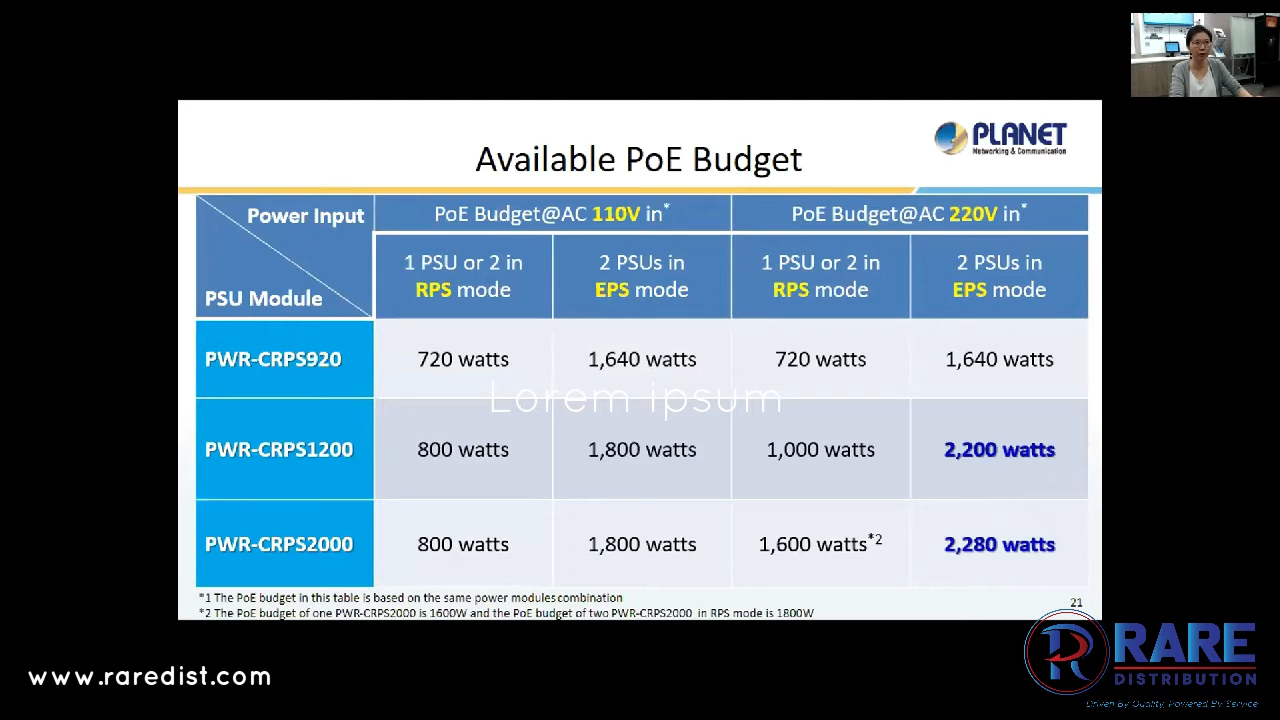 PLANET
Networking & Communication
Available PoE Budget
Power Input
PSU Module
PoE Budget@AC 110V in*
PoE Budget@AC 220V in*
1 PSU or 2 in
RPS mode
2 PSUs in
EPS mode
1 PSU or 2 in
RPS mode
2 PSUs in
EPS mode
PWR-CRPS920
720 watts
1,640 watts
720 watts
1,640 watts
Lorem ipsum
PWR-CRPS1200
800 watts
1,800 watts
1,000 watts
2,200 watts
PWR-CRPS2000
800 watts
1,800 watts
1,600 watts*2
2,280 watts
*1 The PoE budget in this table is based on the same power modules combination
*2 The PoE budget of one PWR-CRPS2000 is 1600W and the PoE budget of two PWR-CRPS2000 in RPS mode is 1800W
21
www.raredist.com
RARE
DISTRIBUTION
Driven By Quality, Powered By Service